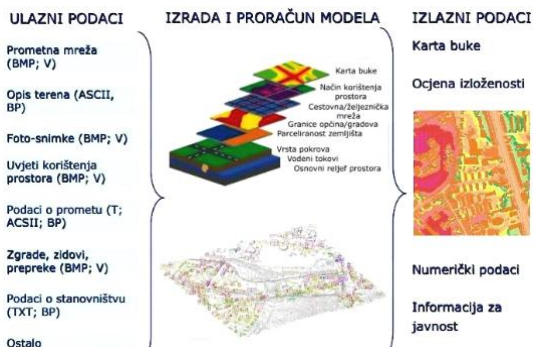 ULAZNI PODACI
Prometna mreža
(BMP; V)
Opis terena (ASCII,
BP)
Foto-snimke (BMP; V)
Uvjeti korištenja
prostora (BMP; V)
Podaci o prometu (T;
ACSII; BP)
Zgrade, zidovi,
prepreke (BMP; V)
Podaci o stanovništvu
(TXT; BP)
Ostalo
IZRADA I PRORAČUN MODELA
Karta buke
Način korištenja
prostora
Cestovna/željeznička
mreža
Granice općina/gradova
Parceliranost zemljišta
Vrsta pokrova
Vodeni tokovi
Osnovni reljef prostora
IZLAZNI PODACI
Karta buke
Ocjena izloženosti
Numerički podaci
Informacija za
javnost